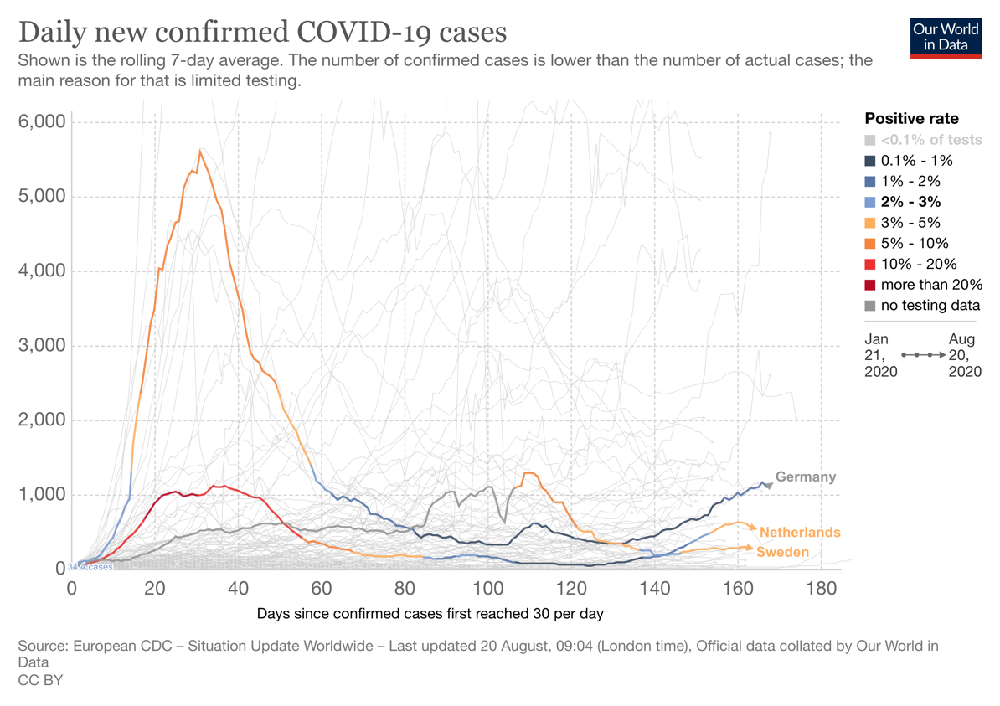 Daily new confirmed COVID-19 cases
Our World
in Data
Shown is the rolling 7-day average. The number of confirmed cases is lower than the number of actual cases; the
main reason for that is limited testing.
6,000
5,000
4,000
3,000
2,000
1,000
0
34.4 cases
0
20
40
60
80
100
120
140
160
180
Days since confirmed cases first reached 30 per day
Germany
Netherlands
Sweden
Positive rate
<0.1% of tests
0.1% - 1%
1% - 2%
2% - 3%
3% - 5%
5% - 10%
10% - 20%
more than 20%
no testing data
Jan
21,
2020
Aug
20,
2020
Source: European CDC – Situation Update Worldwide – Last updated 20 August, 09:04 (London time), Official data collated by Our World in
Data
CC BY